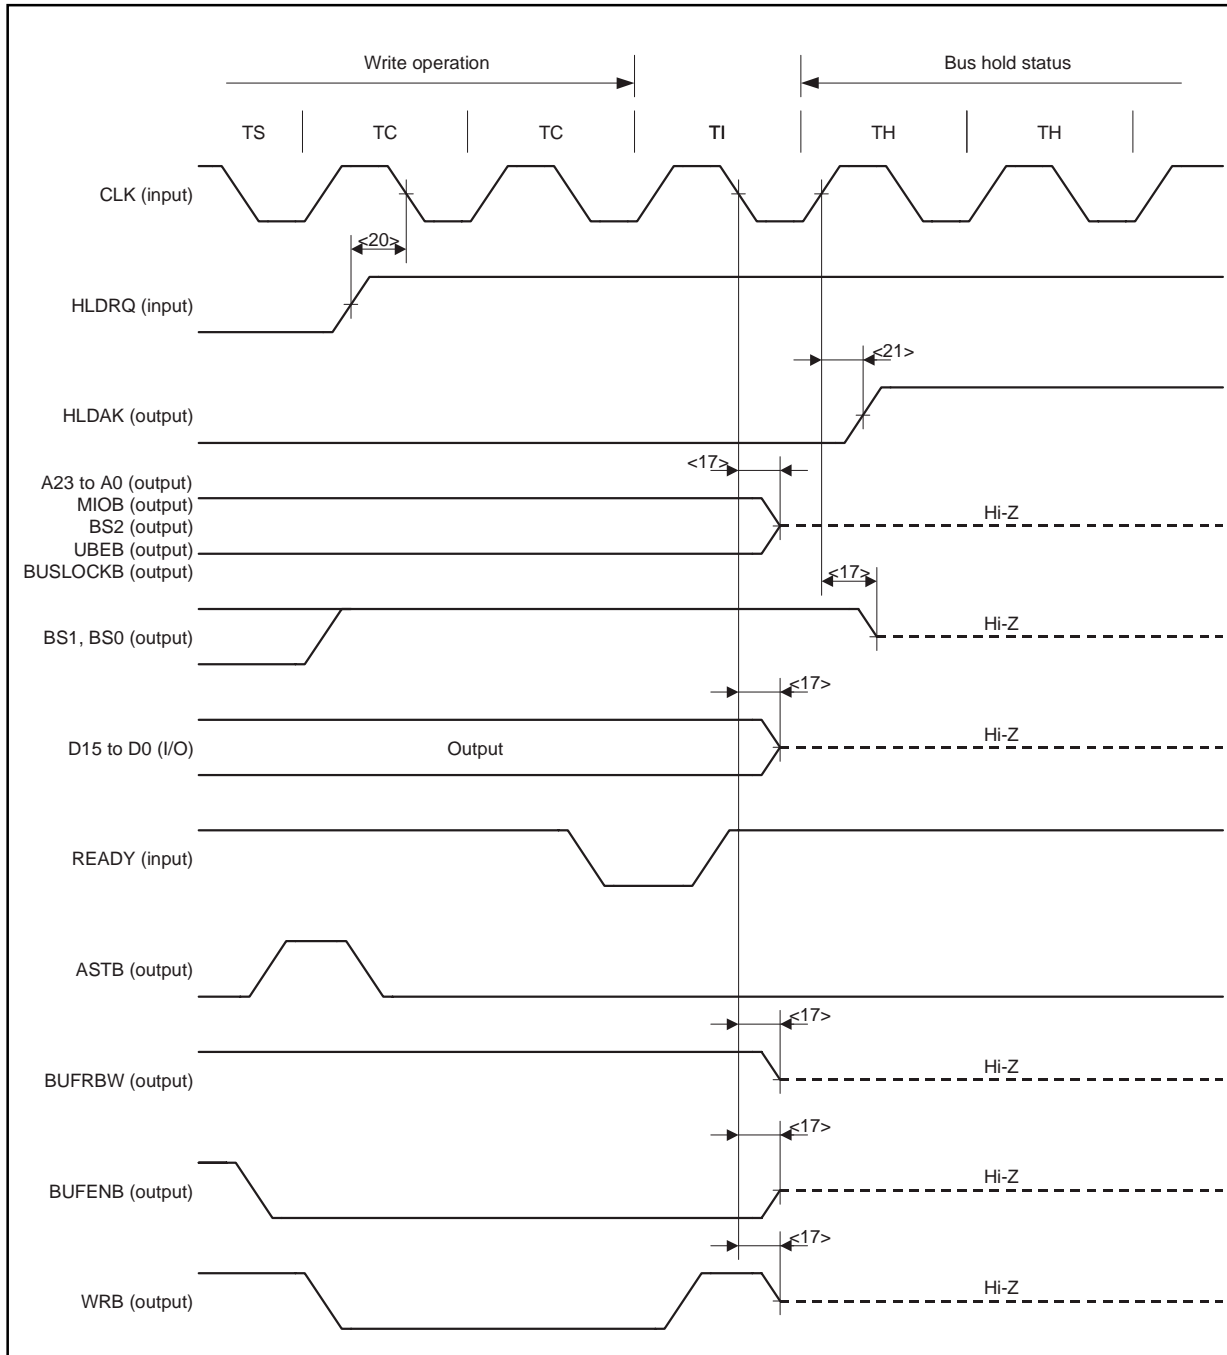 Write operation
Bus hold status
TS
TC
TC
TI
TH
TH
CLK (input)
<20>
HLDRQ (input)
<21>
HLDAK (output)
<17>
A23 to A0 (output)
MIOB (output)
BS2 (output)
UBEB (output)
BUSLOCKB (output)
Hi-Z
<17>
BS1, BS0 (output)
Hi-Z
<17>
D15 to D0 (I/O)
Output
Hi-Z
READY (input)
ASTB (output)
<17>
BUFRBW (output)
Hi-Z
<17>
BUFENB (output)
Hi-Z
<17>
WRB (output)
Hi-Z